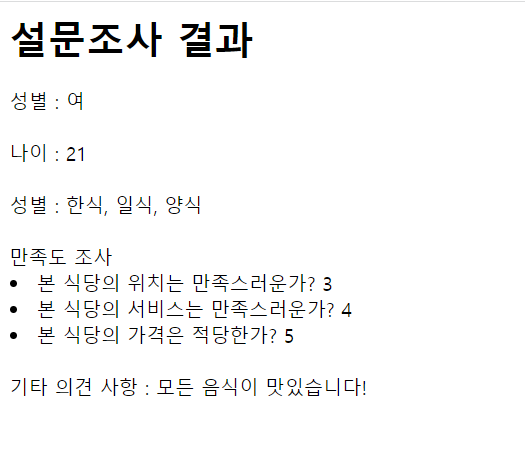 설문조사 결과
성별 : 여
나이 : 21
성별 : 한식, 일식, 양식
만족도 조사
• 본 식당의 위치는 만족스러운가? 3
• 본 식당의 서비스는 만족스러운가? 4
• 본 식당의 가격은 적당한가? 5
기타 의견 사항 : 모든 음식이 맛있습니다!